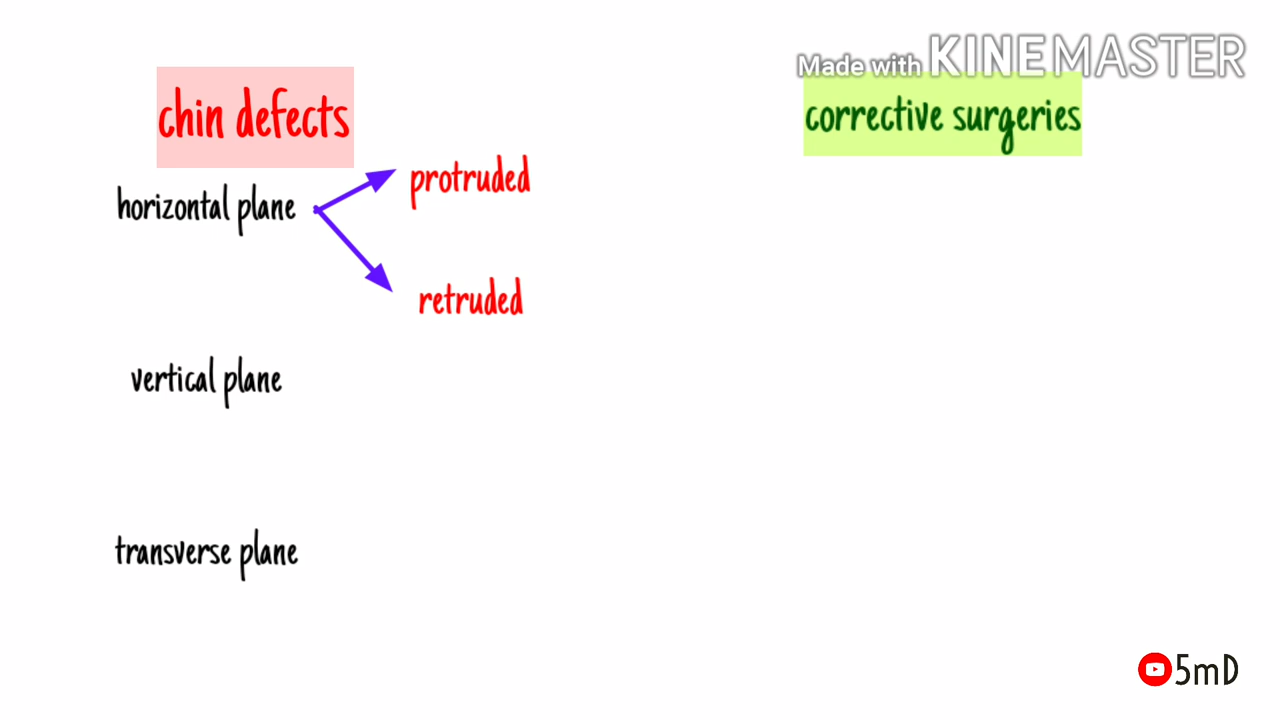 Made with KINEMASTER
chin defects
corrective surgeries
protruded
horizontal plane
retruded
vertical plane
transverse plane
5mD